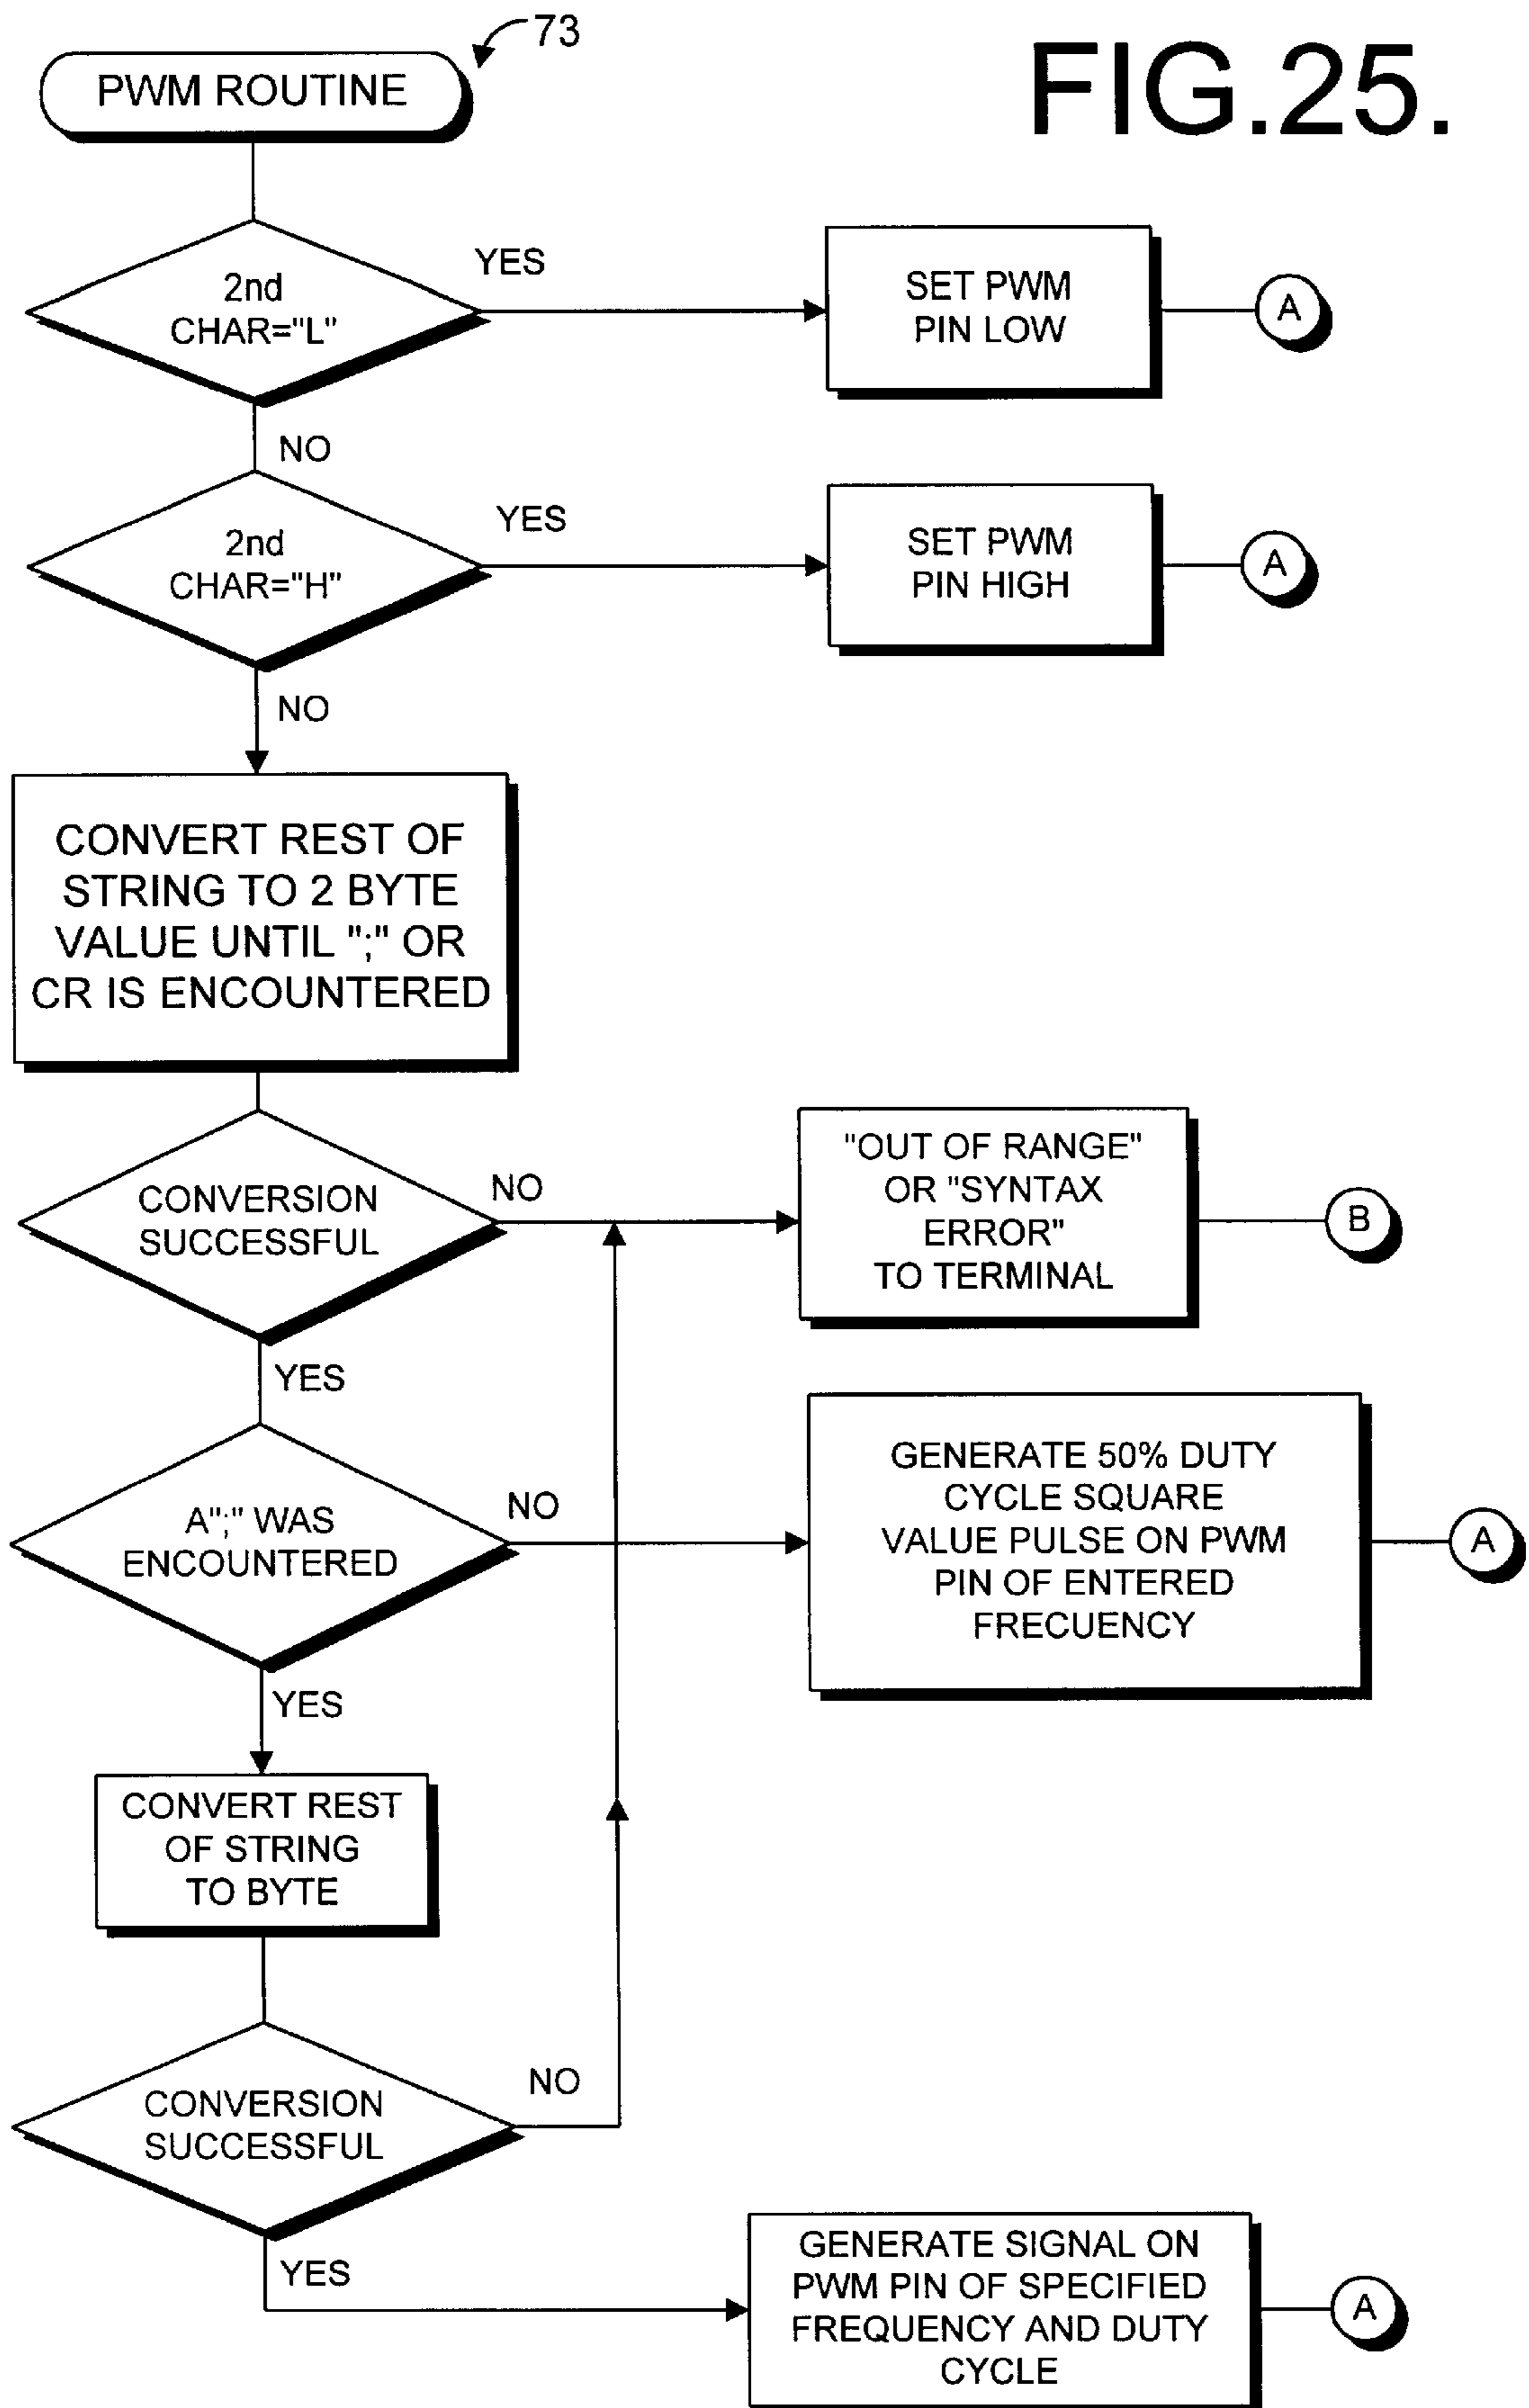 73
FIG.25.
PWM ROUTINE
2nd
CHAR="L"
YES
SET PWM
PIN LOW
A
NO
2nd
CHAR="H"
YES
SET PWM
PIN HIGH
A
NO
CONVERT REST OF
STRING TO 2 BYTE
VALUE UNTIL ";" OR
CR IS ENCOUNTERED
CONVERSION
SUCCESSFUL
NO
"OUT OF RANGE"
OR "SYNTAX
ERROR"
TO TERMINAL
B
YES
A";" WAS
ENCOUNTERED
NO
GENERATE 50% DUTY
CYCLE SQUARE
VALUE PULSE ON PWM
PIN OF ENTERED
FRECUENCY
A
YES
CONVERT REST
OF STRING
TO BYTE
CONVERSION
SUCCESSFUL
NO
YES
GENERATE SIGNAL ON
PWM PIN OF SPECIFIED
FREQUENCY AND DUTY
CYCLE
A